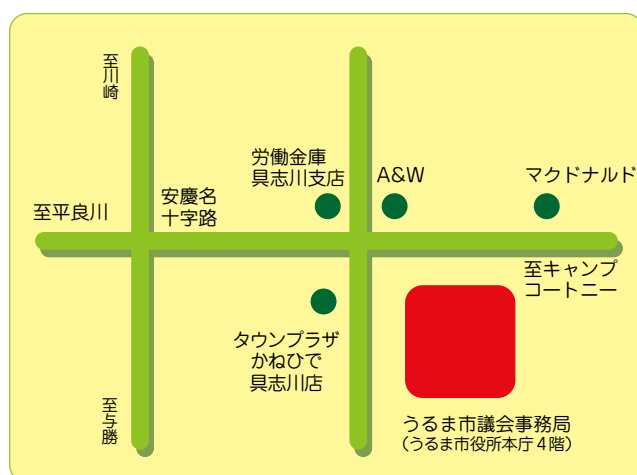 至川崎
労働金庫
具志川支店
A&W
マクドナルド
至平良川
安慶名
十字路
至キャンプ
コートニー
タウンプラザ
かねひで
具志川店
至与勝
うるま市議会事務局
（うるま市役所本庁4階）